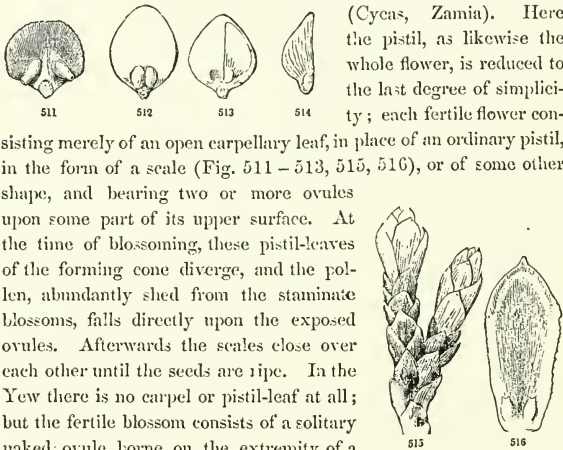 (Cycas, Zamia). Here
the pistil, as likewise the
whole flower, is reduced to
the last degree of simplici-
ty; each fertile flower con-
511 512 513 514
sisting merely of an open carpellary leaf, in place of an ordinary pistil,
in the form of a scale (Fig. 511 – 513, 515, 516), or of some other
shape, and bearing two or more ovules
upon some part of its upper surface. At
the time of blossoming, these pistil-leaves
of the forming cone diverge, and the pol-
len, abundantly shed from the staminate
blossoms, falls directly upon the exposed
ovules. Afterwards the scales close over
each other until the seeds are ripe. In the
Yew there is no carpel or pistil-leaf at all;
but the fertile blossom consists of a solitary
naked ovule borne on the extremity of a
515 516